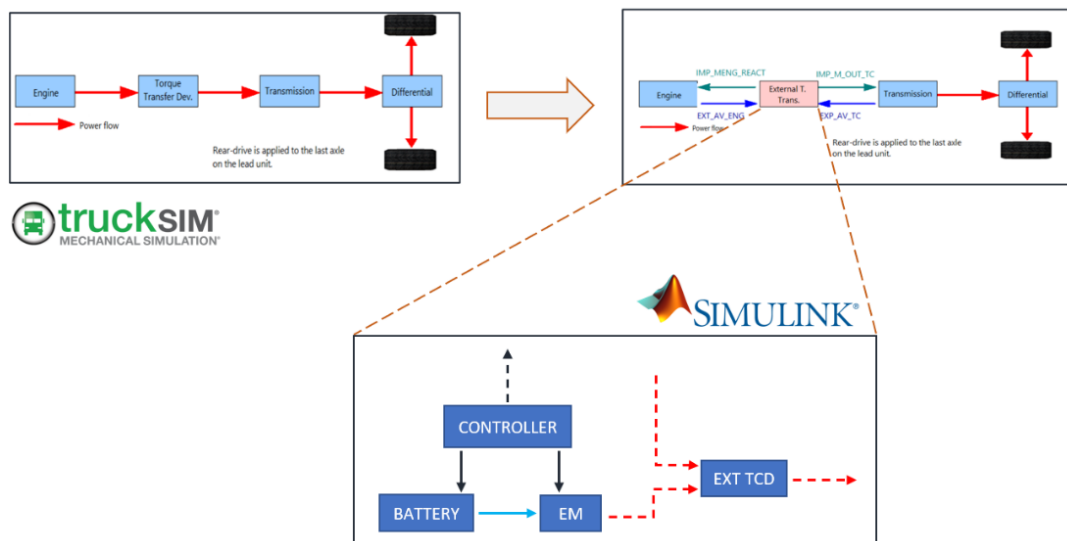 Engine
Torque
Transfer Dev.
Transmission
Differential
Power flow
Rear-drive is applied to the last axle
on the lead unit.
IMP_MENG_REACT
IMP_M_OUT_TC
Engine
External T.
Trans.
Transmission
Differential
EXT_AV_ENG
EXP_AV_TC
Power flow
Rear-drive is applied to the last axle
on the lead unit.
truckSIM®
MECHANICAL SIMULATION®
SIMULINK®
CONTROLLER
EXT TCD
BATTERY
EM